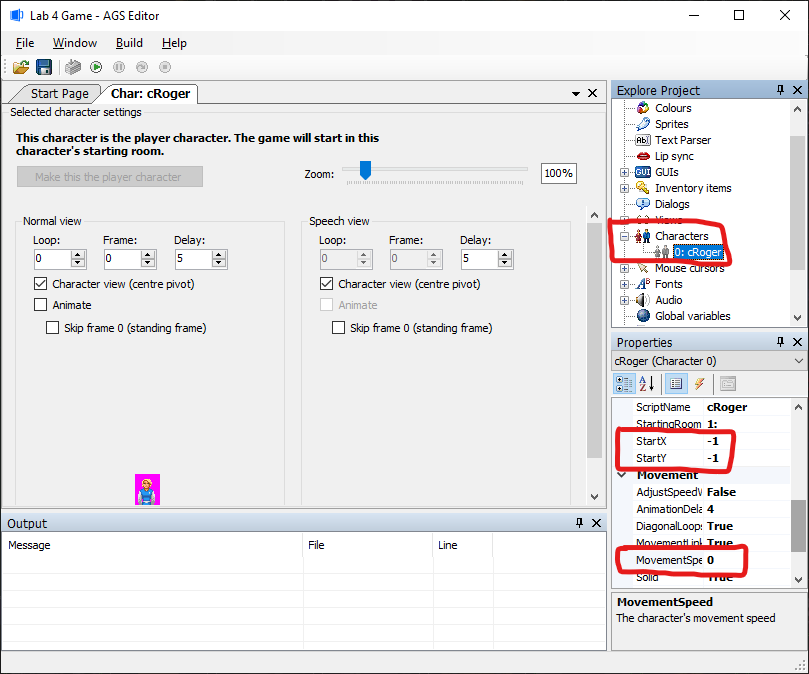 Lab 4 Game - AGS Editor
File Window Build Help
Start Page Char: cRoger
Selected character settings
This character is the player character. The game will start in this
character's starting room.
Make this the player character
Zoom: 100%
Normal view
Loop: Frame: Delay:
0 0 5
Character view (centre pivot)
Animate
Skip frame 0 (standing frame)
Speech view
Loop: Frame: Delay:
0 0 5
Character view (centre pivot)
Animate
Skip frame 0 (standing frame)
Output
Message File Line
Explore Project
Colours
Sprites
Text Parser
Lip sync
GUIs
Inventory items
Dialogs
Views
Characters
0: cRoger
Mouse cursors
Fonts
Audio
Global variables
Properties
cRoger (Character 0)
ScriptName cRoger
StartingRoom 1:
StartX -1
StartY -1
Movement
AdjustSpeedW False
AnimationDela 4
DiagonalLoops True
MovementLink True
MovementSpe 0
Solid True
MovementSpeed
The character's movement speed